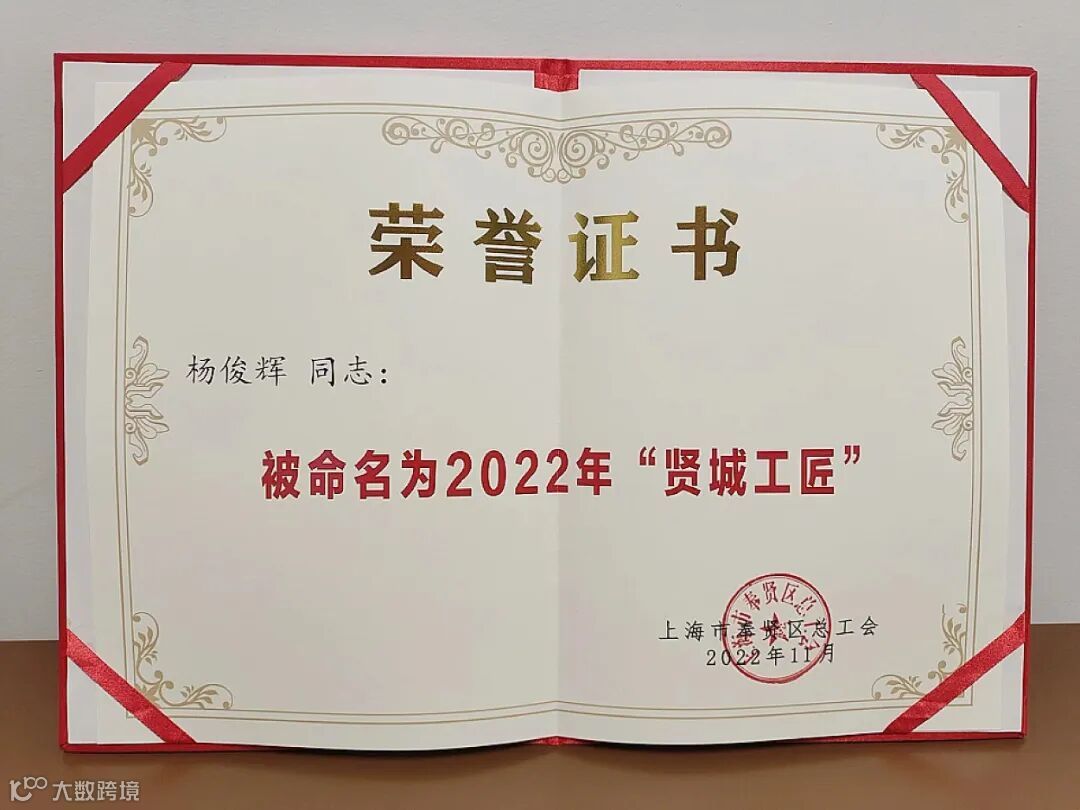 荣誉证书
杨俊辉 同志：
被命名为2022年“贤城工匠”
上海市奉贤区总工会
2022年11月
大数跨境